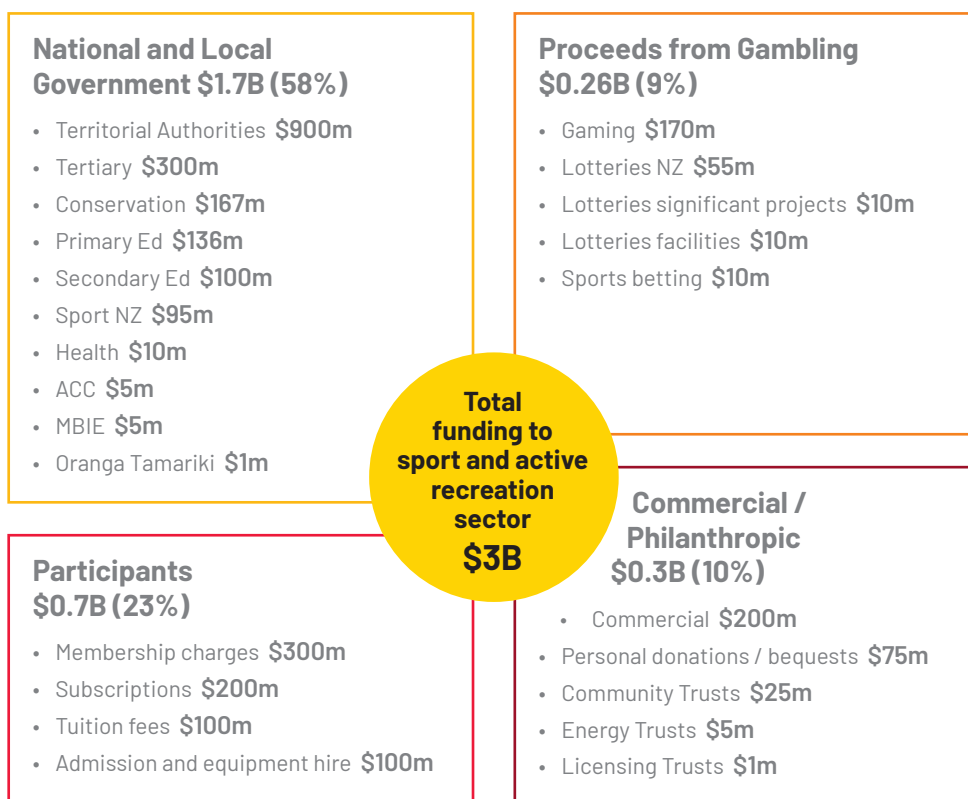 National and Local
Government $1.7B (58%)
• Territorial Authorities $900m
• Tertiary $300m
• Conservation $167m
• Primary Ed $136m
• Secondary Ed $100m
• Sport NZ $95m
• Health $10m
• ACC $5m
• MBIE $5m
• Oranga Tamariki $1m
Proceeds from Gambling
$0.26B (9%)
• Gaming $170m
• Lotteries NZ $55m
• Lotteries significant projects $10m
• Lotteries facilities $10m
• Sports betting $10m
Total
funding to
sport and active
recreation
sector
$3B
Participants
$0.7B (23%)
• Membership charges $300m
• Subscriptions $200m
• Tuition fees $100m
• Admission and equipment hire $100m
Commercial /
Philanthropic
$0.3B (10%)
• Commercial $200m
• Personal donations / bequests $75m
• Community Trusts $25m
• Energy Trusts $5m
• Licensing Trusts $1m